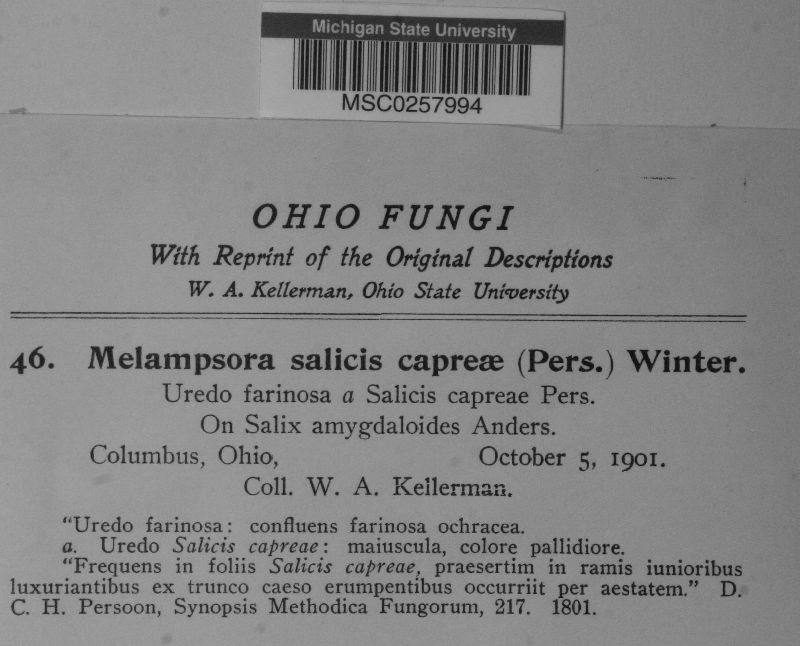 Michigan State University
MSC0257994
OHIO FUNGI
With Reprint of the Original Descriptions
W. A. Kellerman, Ohio State University
46. Melampsora salicis capreæ (Pers.) Winter.
Uredo farinosa a Salicis capreae Pers.
On Salix amygdaloides Anders.
Columbus, Ohio, October 5, 1901.
Coll. W. A. Kellerman.
"Uredo farinosa: confluens farinosa ochracea.
a. Uredo Salicis capreae: maiuscula, colore pallidiore.
"Frequens in foliis Salicis capreae, praesertim in ramis iunioribus
luxuriantibus ex trunco caeso erumpentibus occurriit per aestatem." D.
C. H. Persoon, Synopsis Methodica Fungorum, 217. 1801.